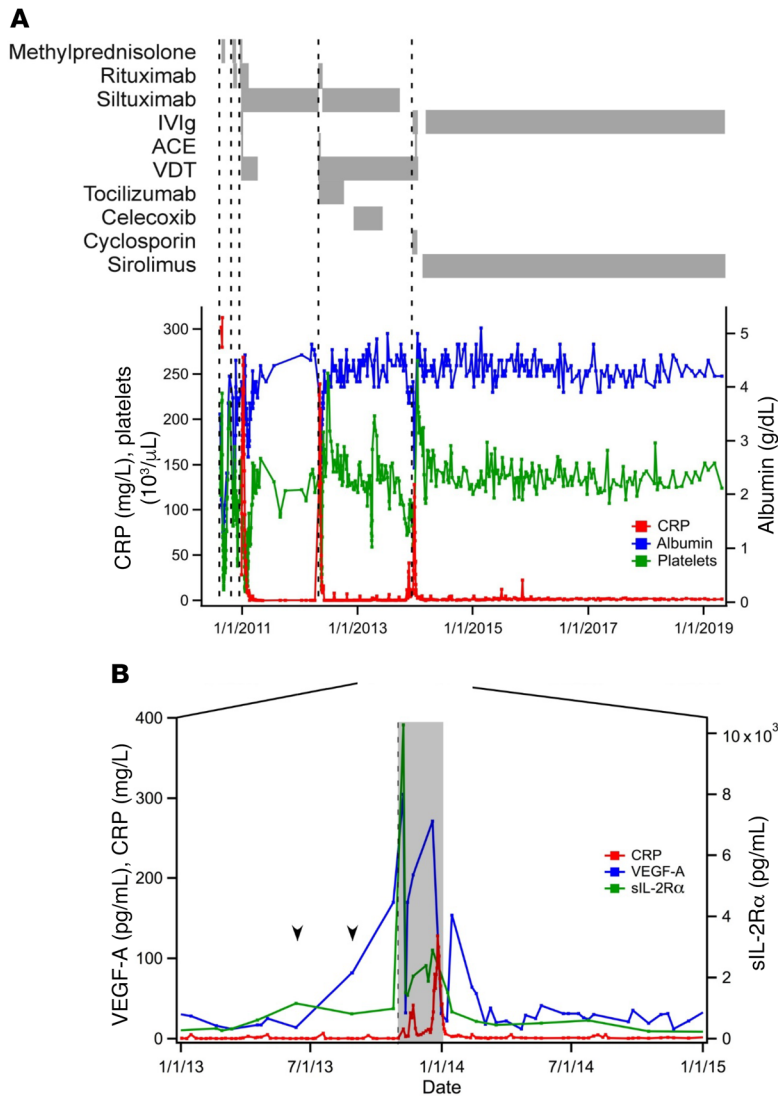 A
Methylprednisolone
Rituximab
Siltuximab
IVIg
ACE
VDT
Tocilizumab
Celecoxib
Cyclosporin
Sirolimus
CRP (mg/L), platelets
(10³/µL)
300
250
200
150
100
50
0
5
4
3
2
1
0
Albumin (g/dL)
CRP
Albumin
Platelets
1/1/2011
1/1/2013
1/1/2015
1/1/2017
1/1/2019
B
VEGF-A (pg/mL), CRP (mg/L)
400
300
200
100
0
10 x 10³
8
6
4
2
0
sIL-2Rα (pg/mL)
CRP
VEGF-A
sIL-2Rα
1/1/13
7/1/13
1/1/14
7/1/14
1/1/15
Date